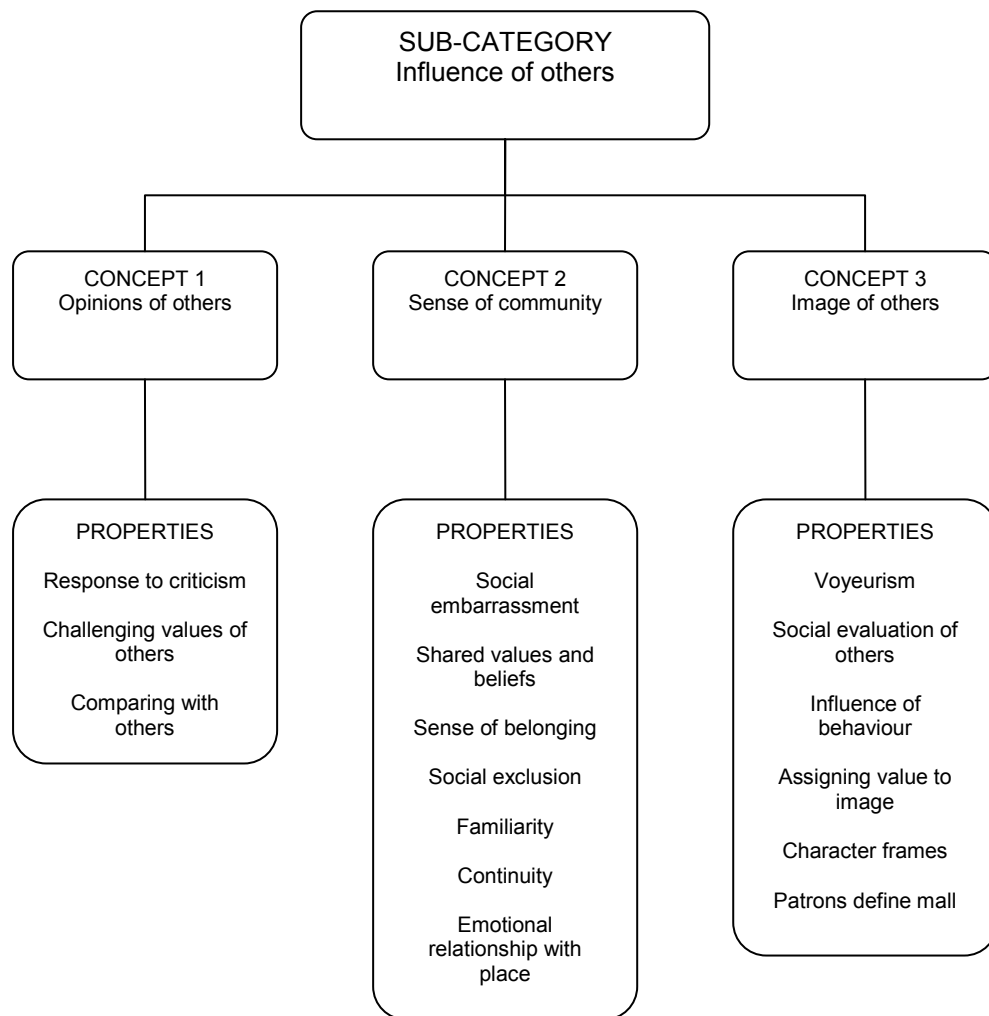 SUB-CATEGORY
Influence of others
CONCEPT 1
Opinions of others
CONCEPT 2
Sense of community
CONCEPT 3
Image of others
PROPERTIES
Response to criticism
Challenging values of
others
Comparing with
others
PROPERTIES
Social
embarrassment
Shared values and
beliefs
Sense of belonging
Social exclusion
Familiarity
Continuity
Emotional
relationship with
place
PROPERTIES
Voyeurism
Social evaluation of
others
Influence of
behaviour
Assigning value to
image
Character frames
Patrons define mall